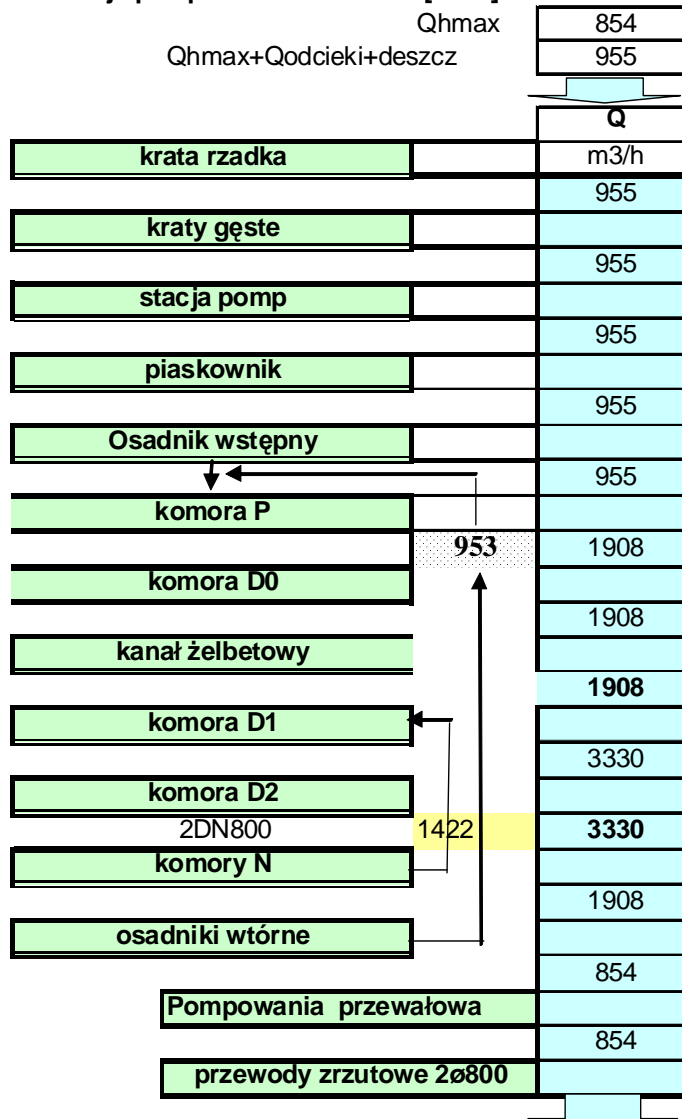 Qhmax 854
Qhmax+Qodcieki+deszcz 955
Q
krata rzadka m3/h
955
kraty gęste
955
stacja pomp
955
piaskownik
955
Osadnik wstępny
955
komora P
953 1908
komora D0
1908
kanał żelbetowy
1908
komora D1
3330
komora D2
2DN800 1422 3330
komory N
1908
osadniki wtórne
854
Pompowania przewałowa
854
przewody zrzutowe 2ø800